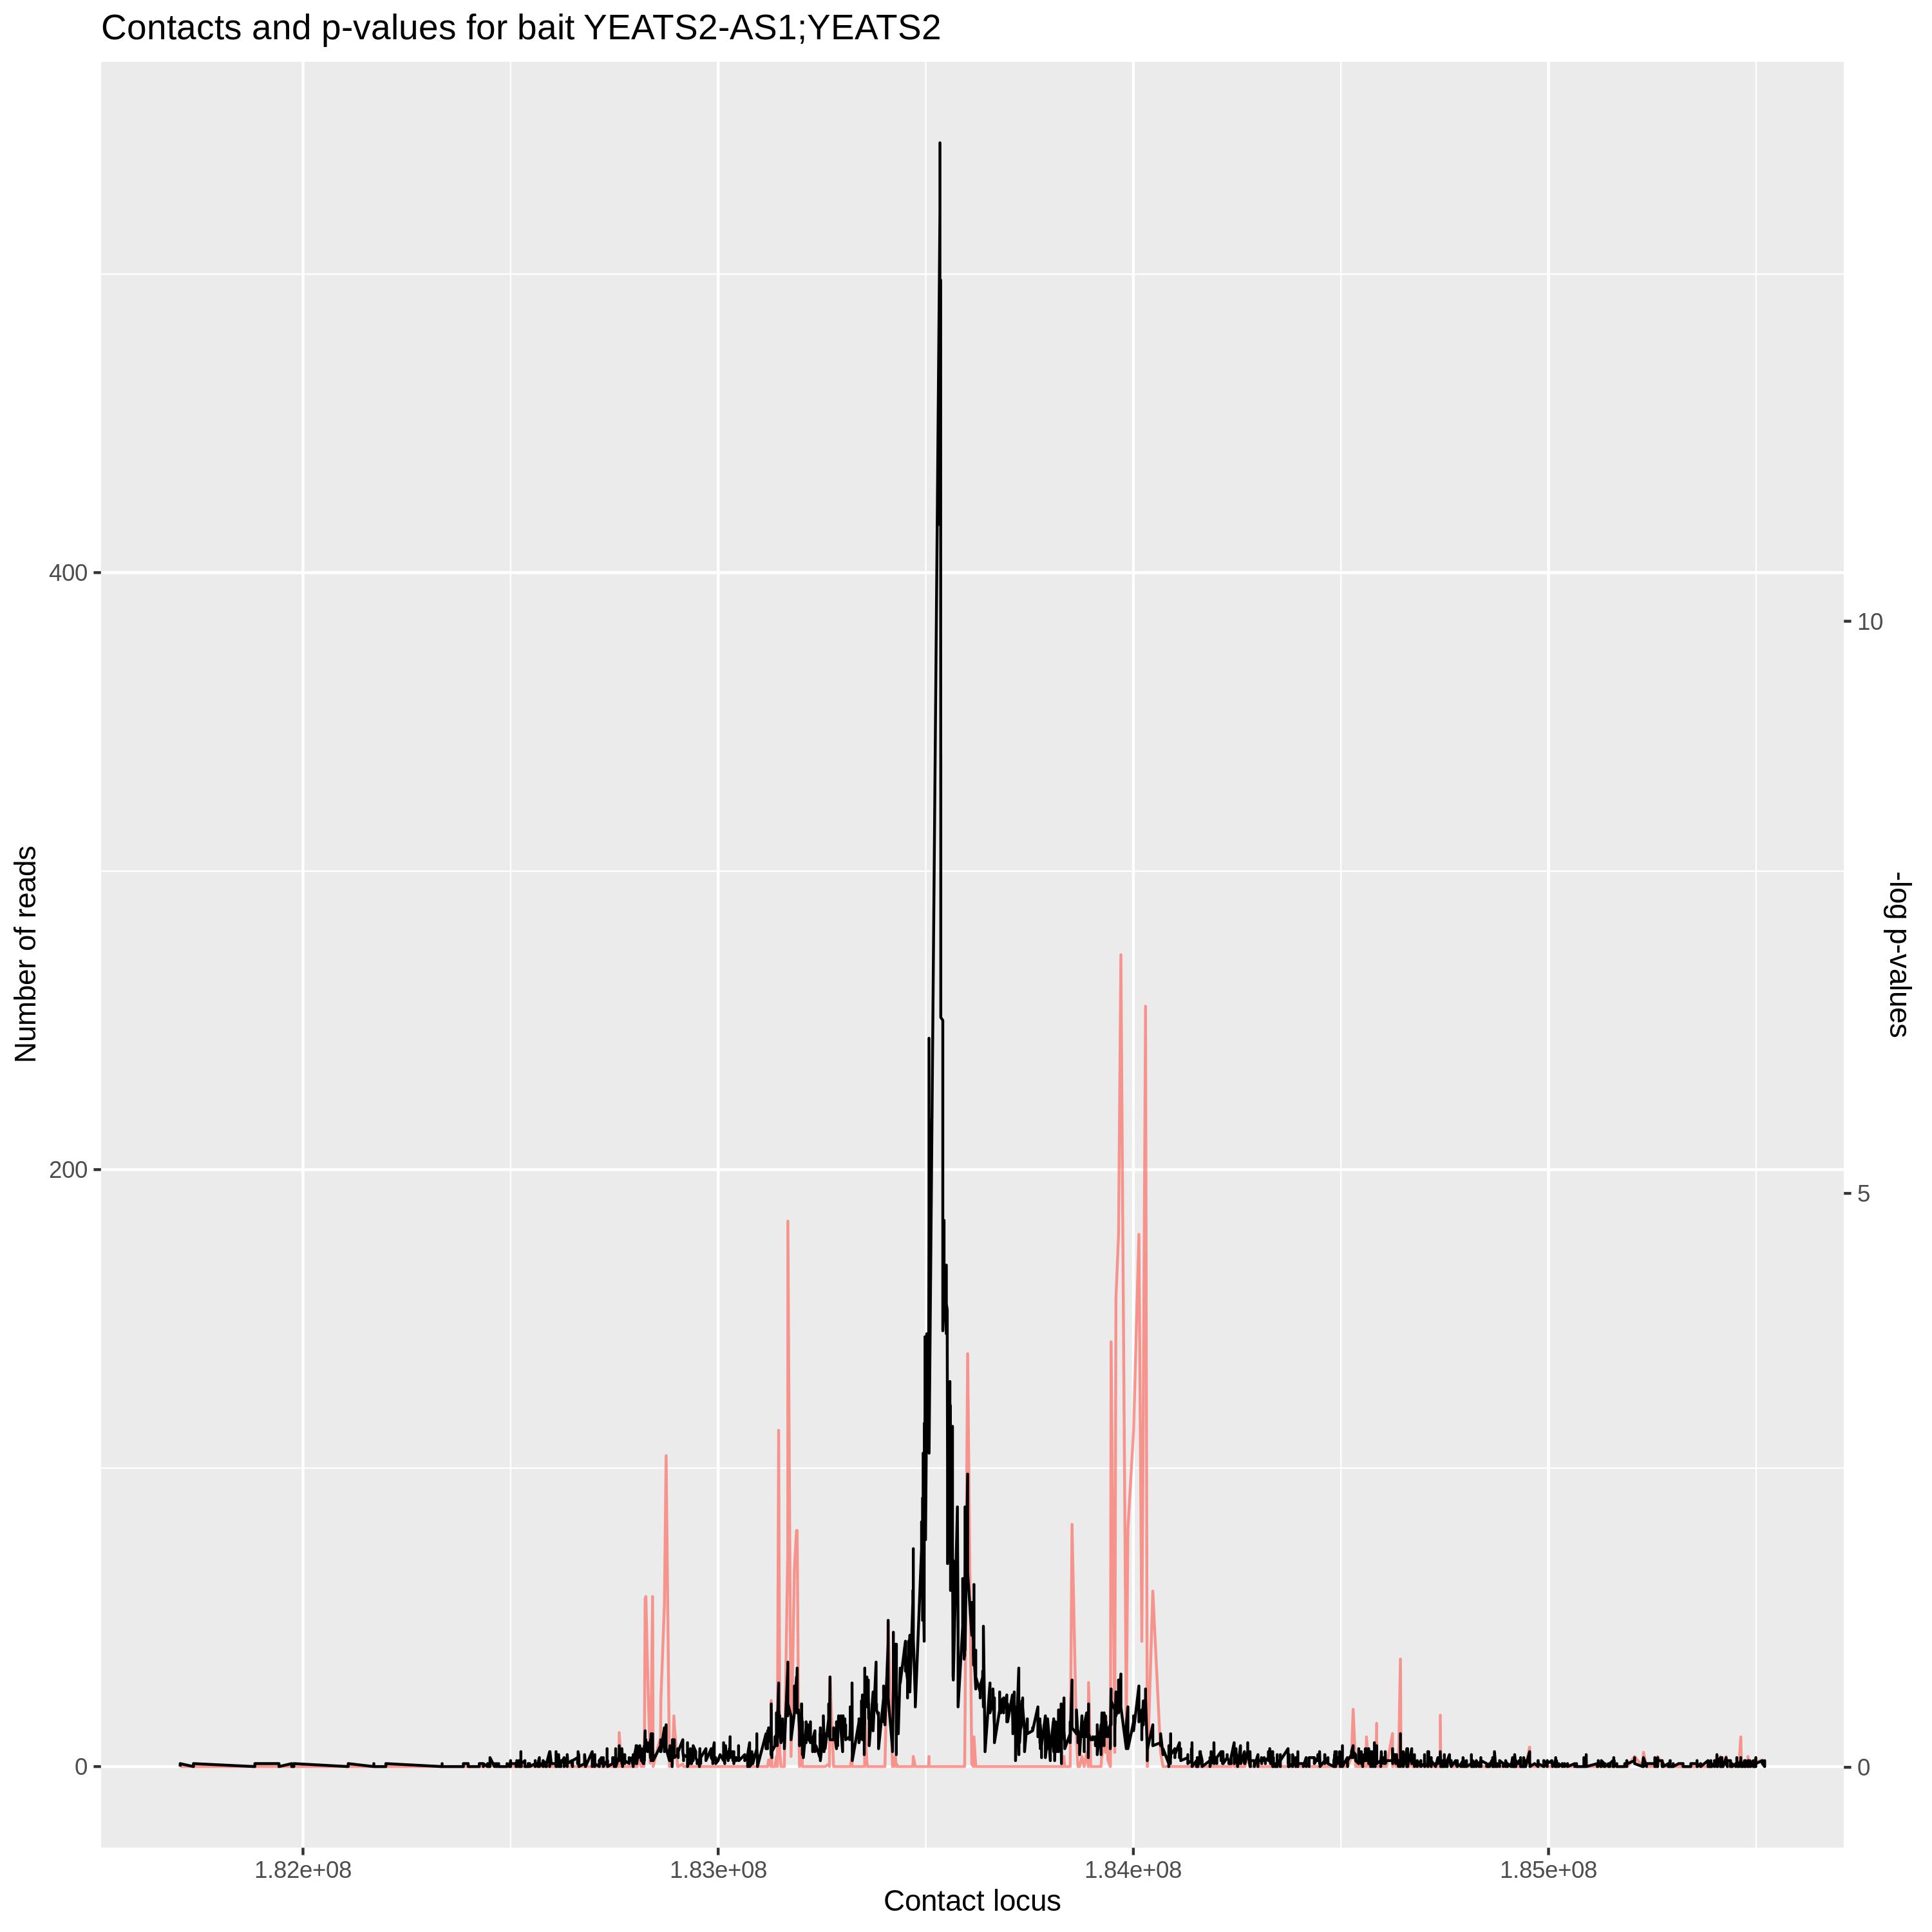 Contacts and p-values for bait YEATS2-AS1;YEATS2
400
200
0
Number of reads
10
5
0
-log p-values
1.82e+08
1.83e+08
1.84e+08
1.85e+08
Contact locus